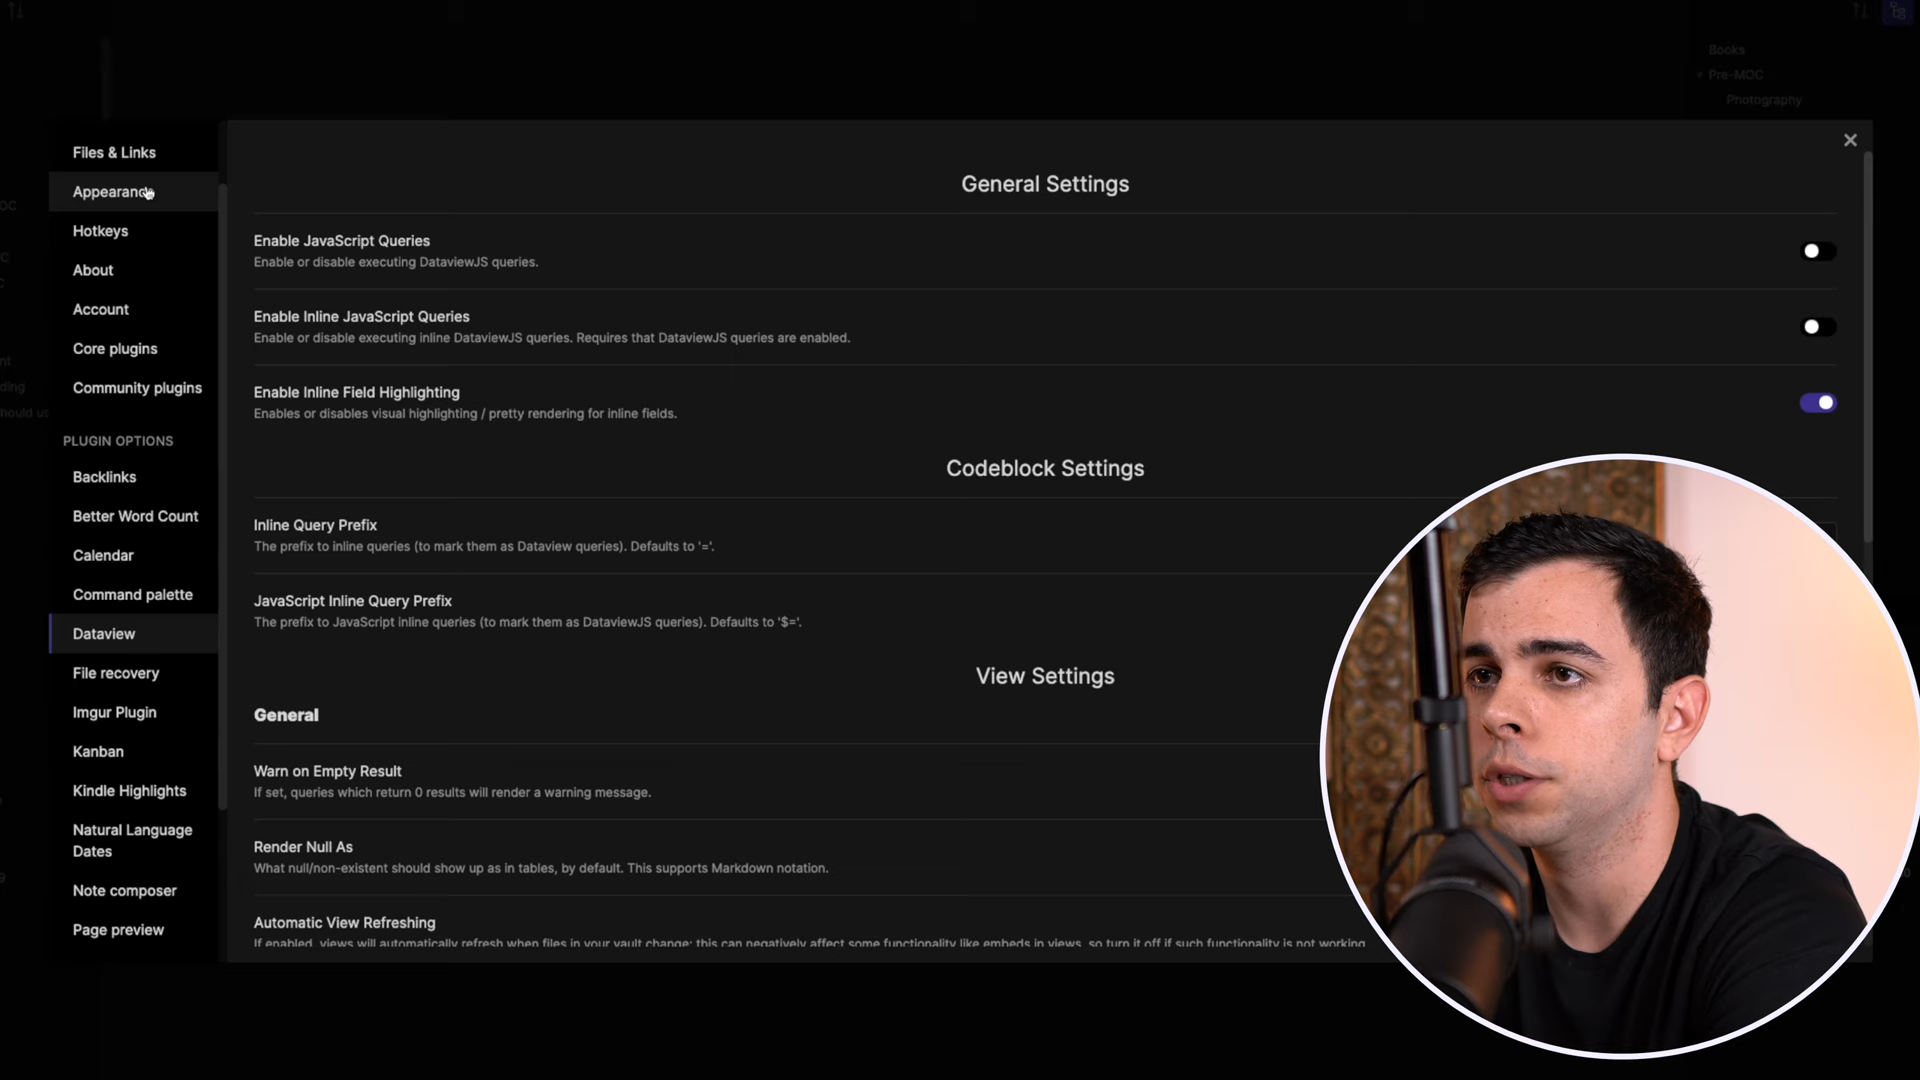 Books
Pre-MOC
Photography
Files & Links
Appearance
Hotkeys
About
Account
Core plugins
Community plugins
PLUGIN OPTIONS
Backlinks
Better Word Count
Calendar
Command palette
Dataview
File recovery
Imgur Plugin
Kanban
Kindle Highlights
Natural Language
Dates
Note composer
Page preview
General Settings
Enable JavaScript Queries
Enable or disable executing DataviewJS queries.
Enable Inline JavaScript Queries
Enable or disable executing inline DataviewJS queries. Requires that DataviewJS queries are enabled.
Enable Inline Field Highlighting
Enables or disables visual highlighting / pretty rendering for inline fields.
Codeblock Settings
Inline Query Prefix
The prefix to inline queries (to mark them as Dataview queries). Defaults to '='.
JavaScript Inline Query Prefix
The prefix to JavaScript inline queries (to mark them as DataviewJS queries). Defaults to '$='.
View Settings
General
Warn on Empty Result
If set, queries which return 0 results will render a warning message.
Render Null As
What null/non-existent should show up as in tables, by default. This supports Markdown notation.
Automatic View Refreshing
If enabled, views will automatically refresh when files in your vault change; this can negatively affect some functionality like embeds in views, so turn it off if such functionality is not working